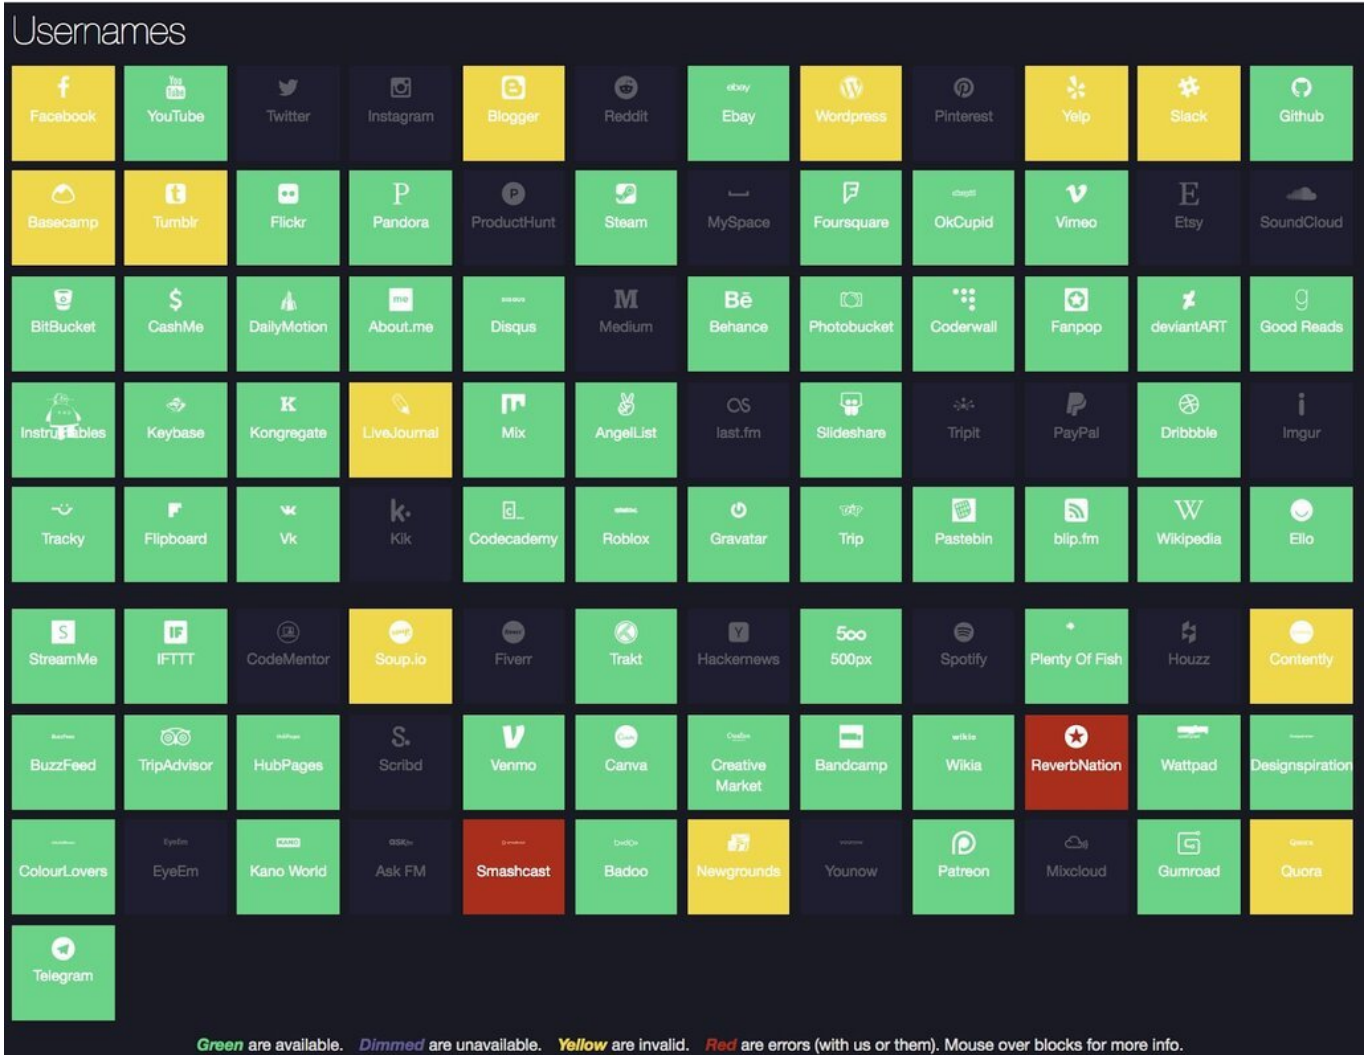 Usernames
Facebook YouTube Twitter Instagram Blogger Reddit Ebay Wordpress Pinterest Yelp Slack Github
Basecamp Tumblr Flickr Pandora ProductHunt Steam MySpace Foursquare OkCupid Vimeo Etsy SoundCloud
BitBucket CashMe DailyMotion About.me Disqus Medium Behance Photobucket Coderwall Fanpop deviantART Good Reads
Instructables Keybase Kongregate LiveJournal Mix AngelList last.fm Slideshare Tripit PayPal Dribbble Imgur
Tracky Flipboard Vk Kik Codecademy Roblox Gravatar Trip Pastebin blip.fm Wikipedia Ello
StreamMe IFTTT CodeMentor Soup.io Fiverr Trakt Hackernews 500px Spotify Plenty Of Fish Houzz Contently
BuzzFeed TripAdvisor HubPages Scribd Venmo Canva Creative Market Bandcamp Wikia ReverbNation Wattpad Designspiration
ColourLovers EyeEm Kano World Ask FM Smashcast Badoo Newgrounds Younow Patreon Mixcloud Gumroad Quora
Telegram
Green are available. Dimmed are unavailable. Yellow are invalid. Red are errors (with us or them). Mouse over blocks for more info.